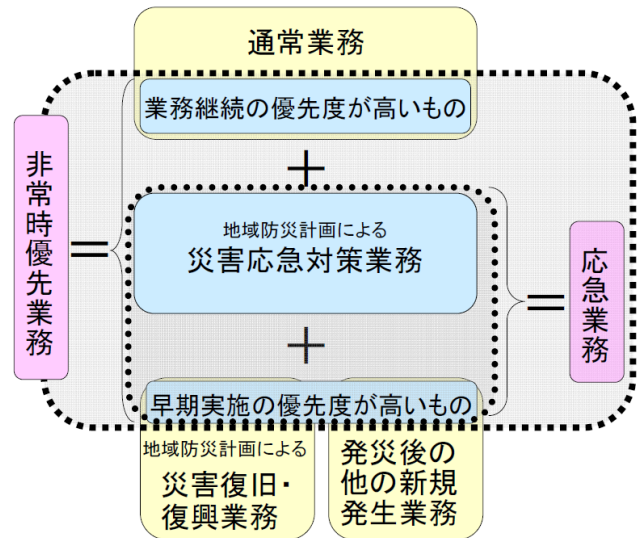 通常業務
業務継続の優先度が高いもの
＋
非常時優先業務
＝
地域防災計画による
災害応急対策業務
＝
応急業務
＋
早期実施の優先度が高いもの
地域防災計画による
災害復旧・
復興業務
発災後の
他の新規
発生業務